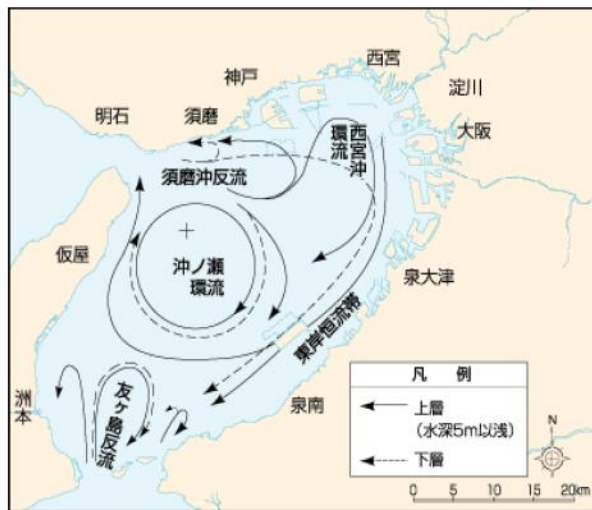 西宮
神戸
淀川
明石
須磨
大阪
西宮沖
環流
須磨沖反流
仮屋
沖ノ瀬
環流
泉大津
東岸恒流帯
友ヶ島反流
洲本
泉南
凡 例
上層
(水深5m以浅)
下層
N
0 5 10 15 20km